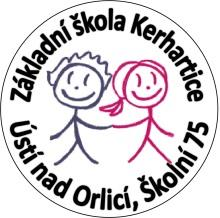 Základní škola Kerhartice
Ústí nad Orlicí, Školní 75